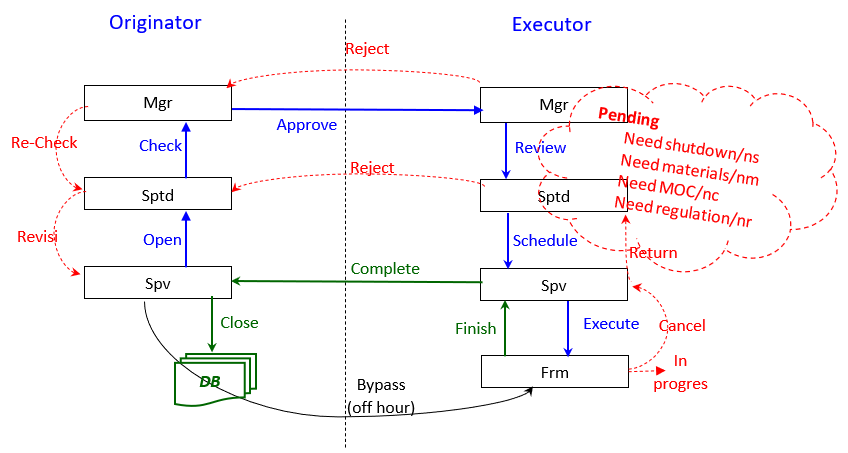 Originator
Executor
Reject
Mgr
Mgr
Approve
Pending
Need shutdown/ns
Need materials/nm
Need MOC/nc
Need regulation/nr
Re-Check
Check
Review
Reject
Sptd
Sptd
Revisi
Open
Schedule
Return
Complete
Spv
Spv
Close
Finish
Execute
Cancel
DB
Frm
In
progres
Bypass
(off hour)